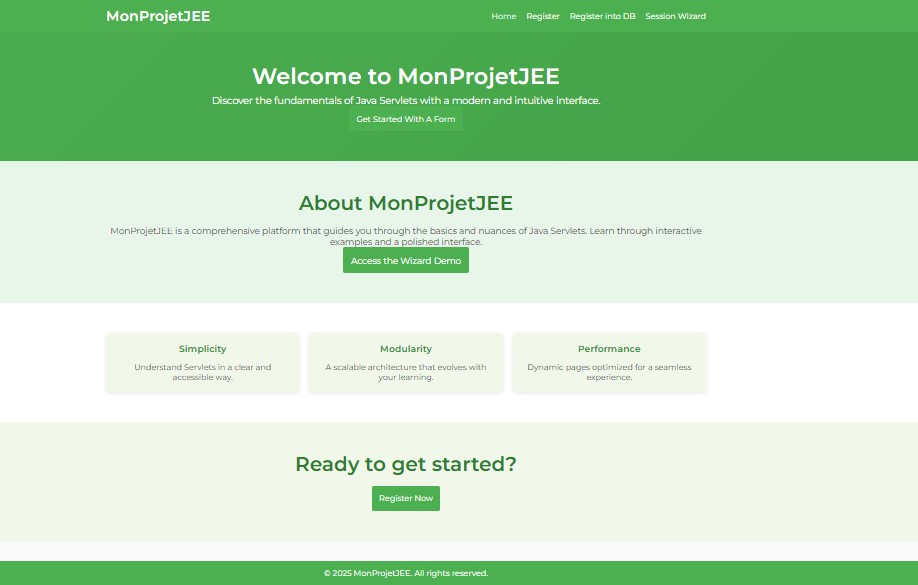 MonProjetJEE
Home Register Register into DB Session Wizard
Welcome to MonProjetJEE
Discover the fundamentals of Java Servlets with a modern and intuitive interface.
Get Started With A Form
About MonProjetJEE
MonProjetJEE is a comprehensive platform that guides you through the basics and nuances of Java Servlets. Learn through interactive
examples and a polished interface.
Access the Wizard Demo
Simplicity
Understand Servlets in a clear and
accessible way.
Modularity
A scalable architecture that evolves with
your learning.
Performance
Dynamic pages optimized for a seamless
experience.
Ready to get started?
Register Now
© 2025 MonProjetJEE. All rights reserved.